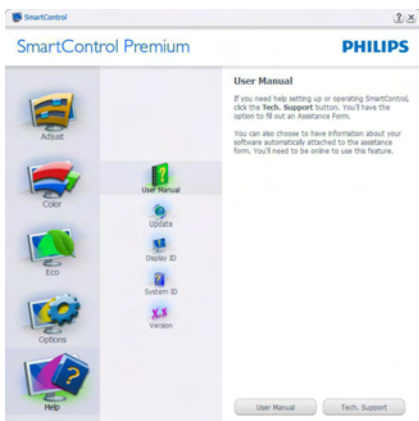 SmartControl
SmartControl Premium
PHILIPS
Adjust
Color
Eco
Options
Help
User Manual
Update
Display ID
System ID
X.x
Version
User Manual
If you need help setting up or operating SmartControl,
click the Tech. Support button. You'll have the
option to fill out an Assistance Form.
You can also choose to have information about your
software automatically attached to the assistance
form. You'll need to be online to use this feature.
User Manual
Tech. Support